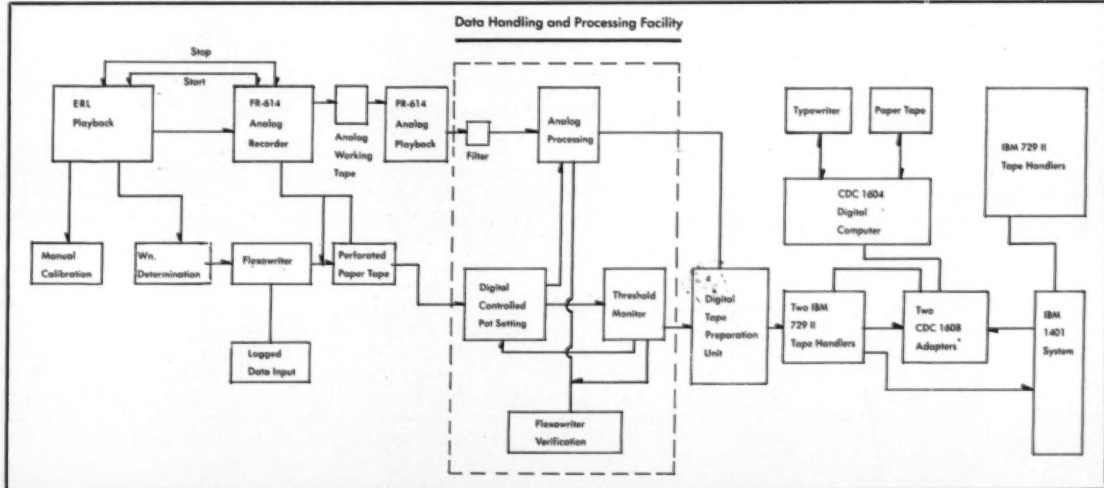 Data Handling and Processing Facility
Stop
Start
ERL
Playback
FR-614
Analog
Recorder
Analog
Working
Tape
FR-614
Analog
Playback
Filter
Analog
Processing
Typewriter
Paper Tape
IBM 729 II
Tape Handlers
CDC 1604
Digital
Computer
Manual
Calibration
Wn.
Determination
Flexowriter
Perforated
Paper Tape
Logged
Data Input
Digital
Controlled
Pot Setting
Threshold
Monitor
Flexowriter
Verification
Digital
Tape
Preparation
Unit
Two IBM
729 II
Tape Handlers
Two
CDC 1608
Adapters
IBM
1401
System